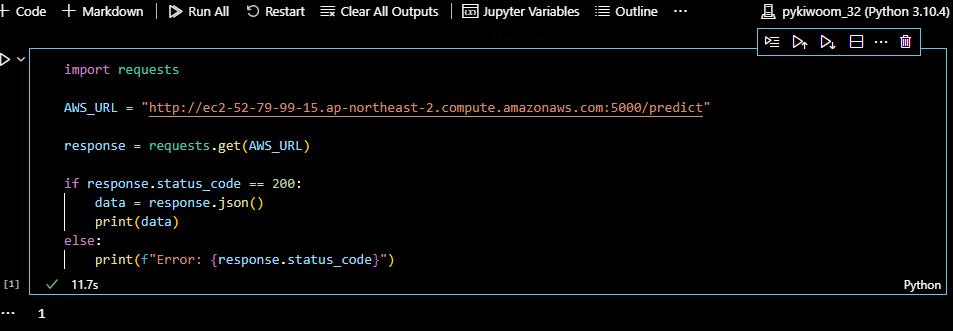 + Code + Markdown Run All Restart Clear All Outputs Jupyter Variables Outline ... pykiwoom_32 (Python 3.10.4)
import requests
AWS_URL = "http://ec2-52-79-99-15.ap-northeast-2.compute.amazonaws.com:5000/predict"
response = requests.get(AWS_URL)
if response.status_code == 200:
    data = response.json()
    print(data)
else:
    print(f"Error: {response.status_code}")
[1] 11.7s Python
... 1